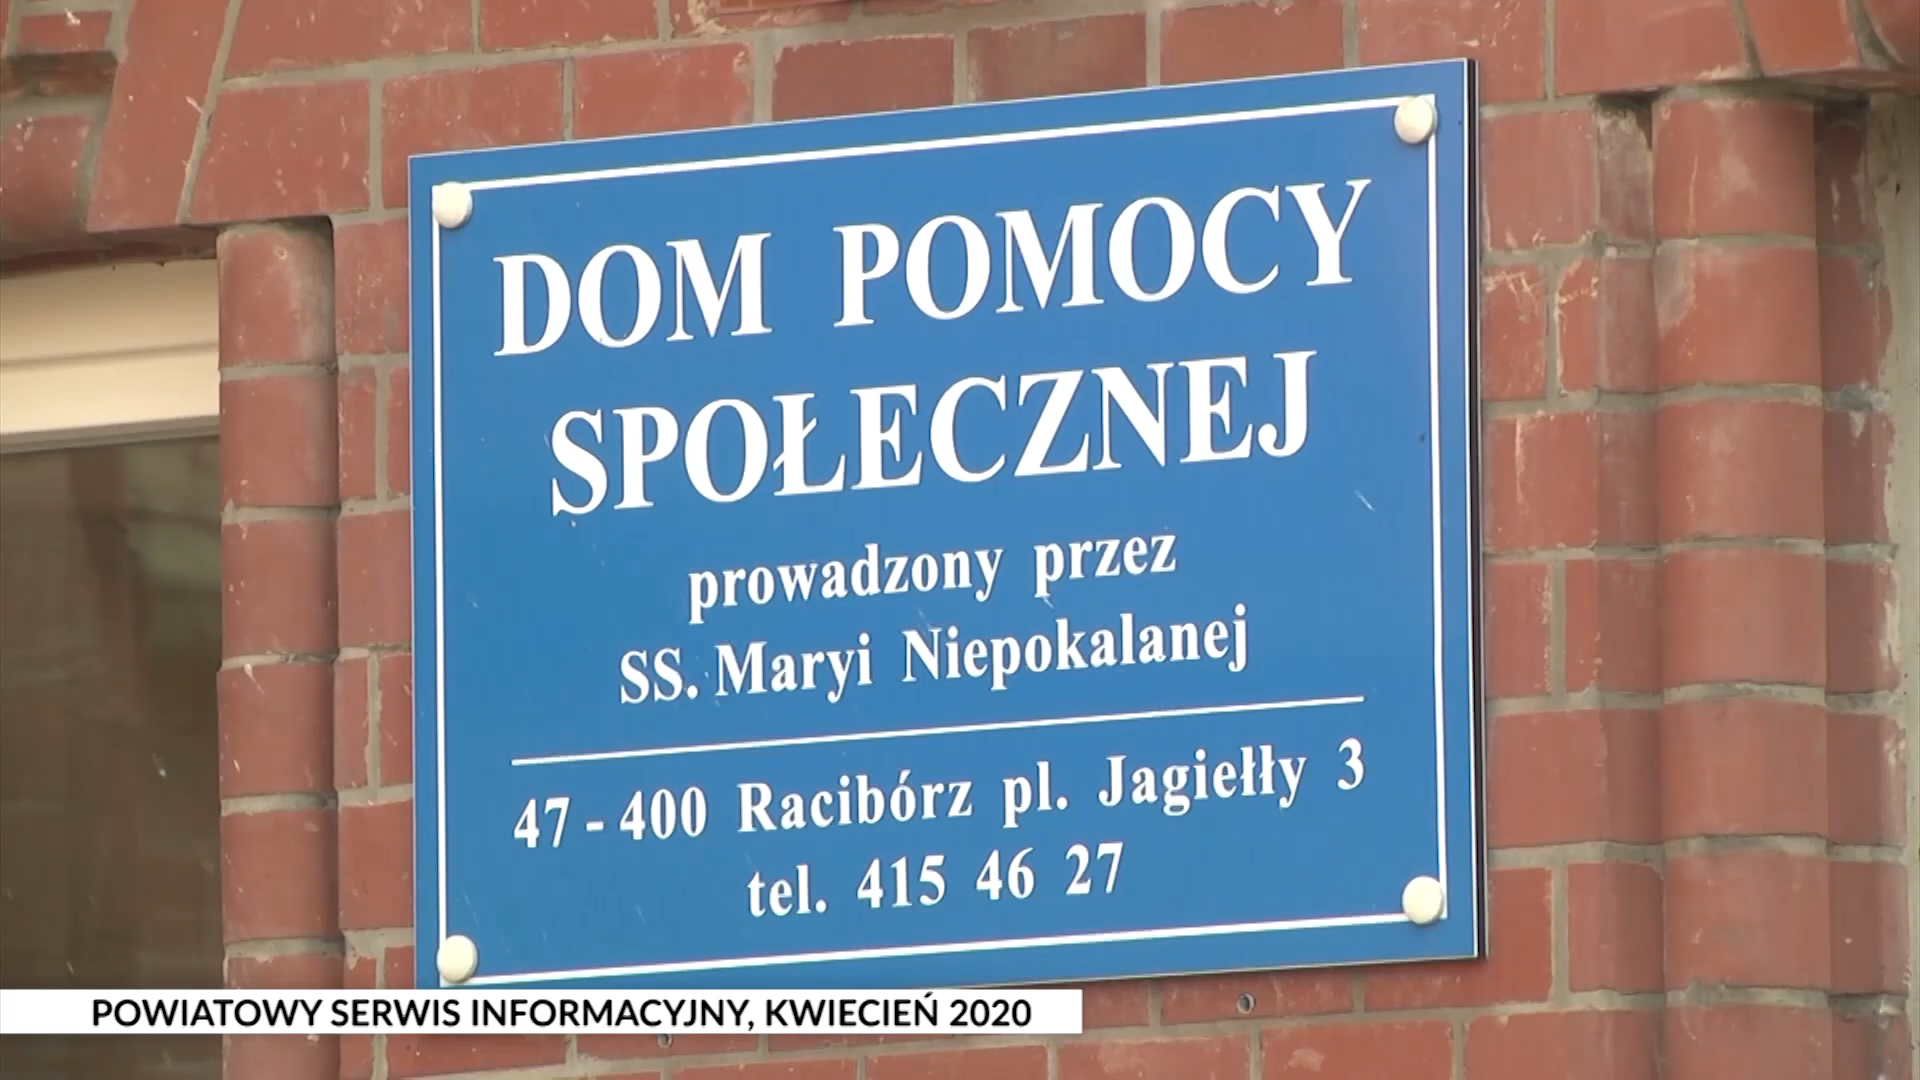 DOM POMOCY
SPOŁECZNEJ
prowadzony przez
SS. Maryi Niepokalanej
47 - 400 Racibórz pl. Jagiełły 3
tel. 415 46 27
POWIATOWY SERWIS INFORMACYJNY, KWIECIEŃ 2020